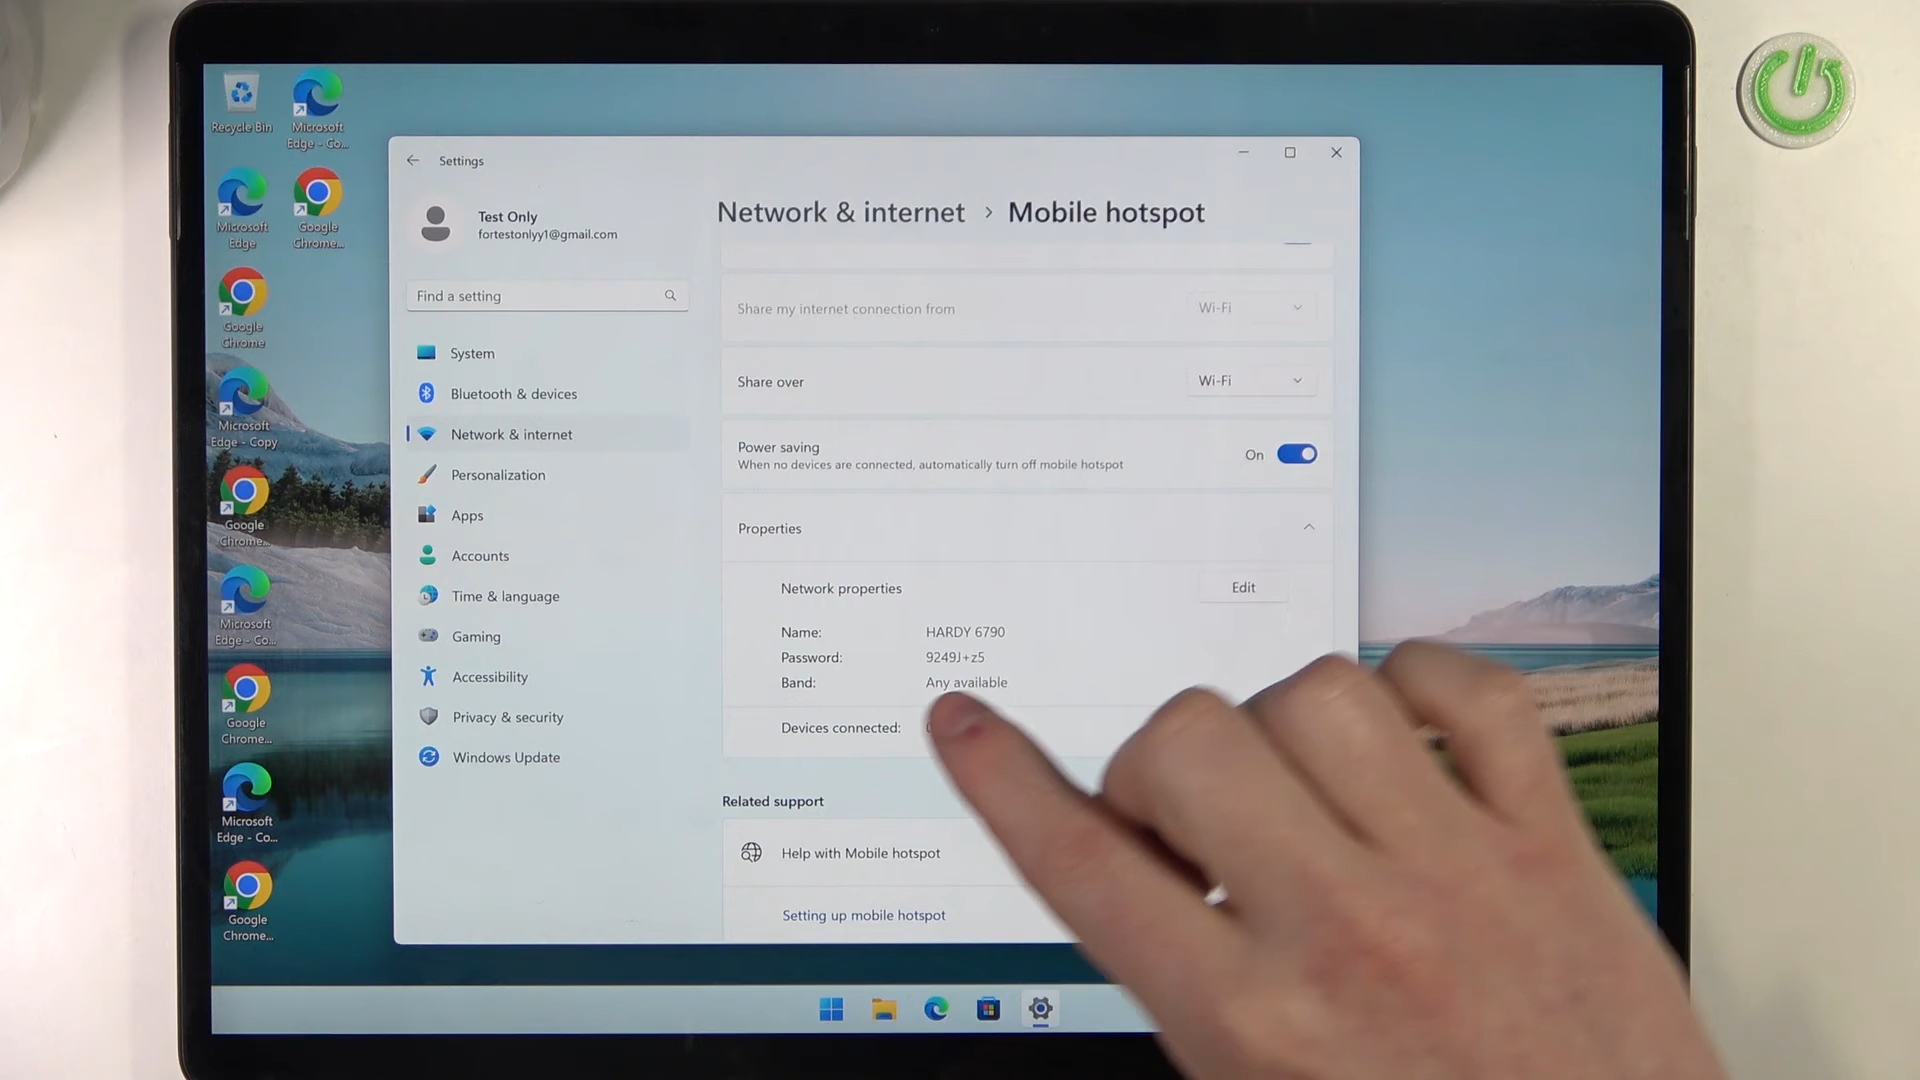 Recycle Bin
Microsoft
Edge - Co...
Microsoft
Edge
Google
Chrome...
Google
Chrome
Microsoft
Edge - Copy
Google
Chrome...
Microsoft
Edge - Co...
Google
Chrome...
Microsoft
Edge - Co...
Google
Chrome...
Settings
Test Only
fortestonlyy1@gmail.com
Find a setting
System
Bluetooth & devices
Network & internet
Personalization
Apps
Accounts
Time & language
Gaming
Accessibility
Privacy & security
Windows Update
Network & internet > Mobile hotspot
Share my internet connection from Wi-Fi
Share over Wi-Fi
Power saving
When no devices are connected, automatically turn off mobile hotspot
On
Properties
Network properties Edit
Name: HARDY 6790
Password: 9249J+z5
Band: Any available
Devices connected:
Related support
Help with Mobile hotspot
Setting up mobile hotspot